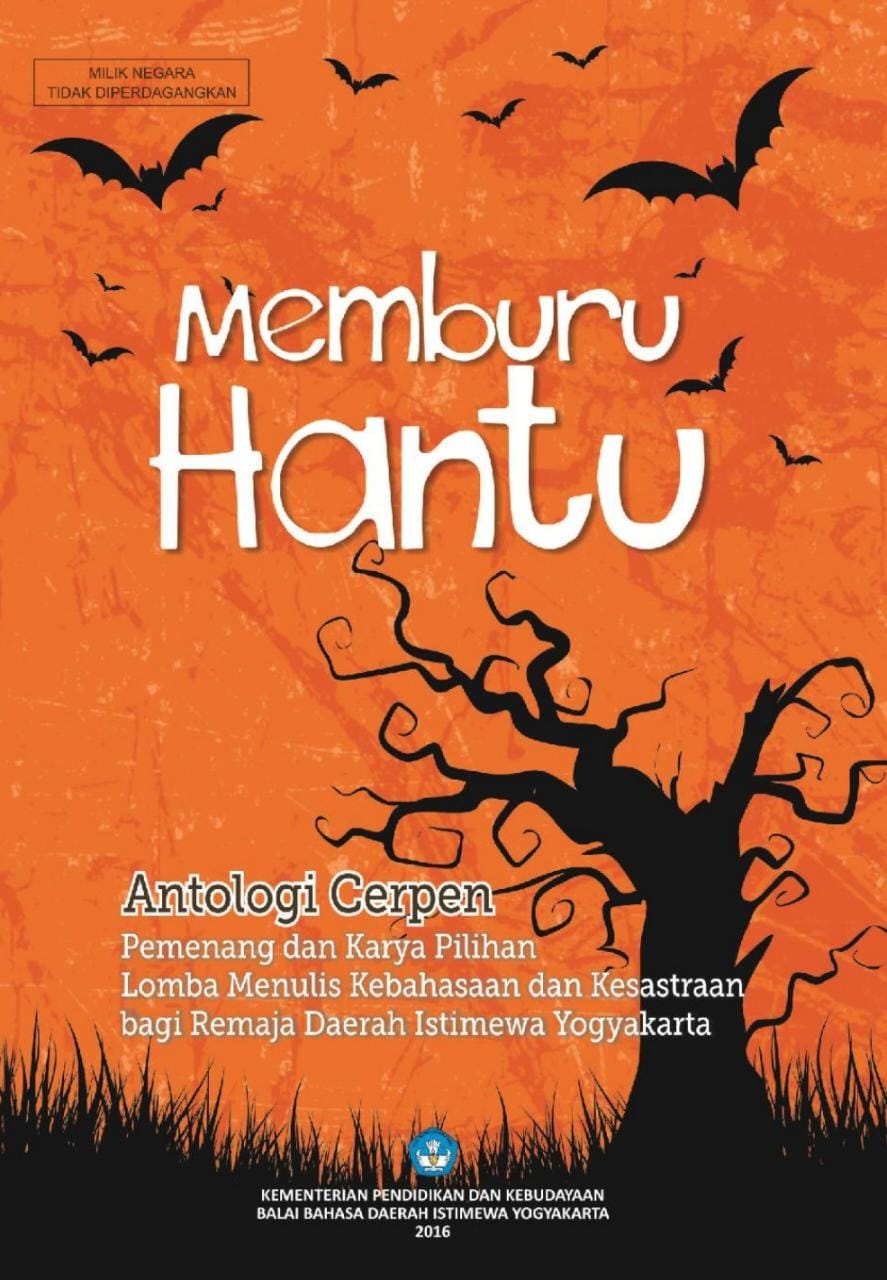 MILIK NEGARA
TIDAK DIPERDAGANGKAN
Memburu
Hantu
Antologi Cerpen
Pemenang dan Karya Pilihan
Lomba Menulis Kebahasaan dan Kesastraan
bagi Remaja Daerah Istimewa Yogyakarta
KEMENTERIAN PENDIDIKAN DAN KEBUDAYAAN
BALAI BAHASA DAERAH ISTIMEWA YOGYAKARTA
2016